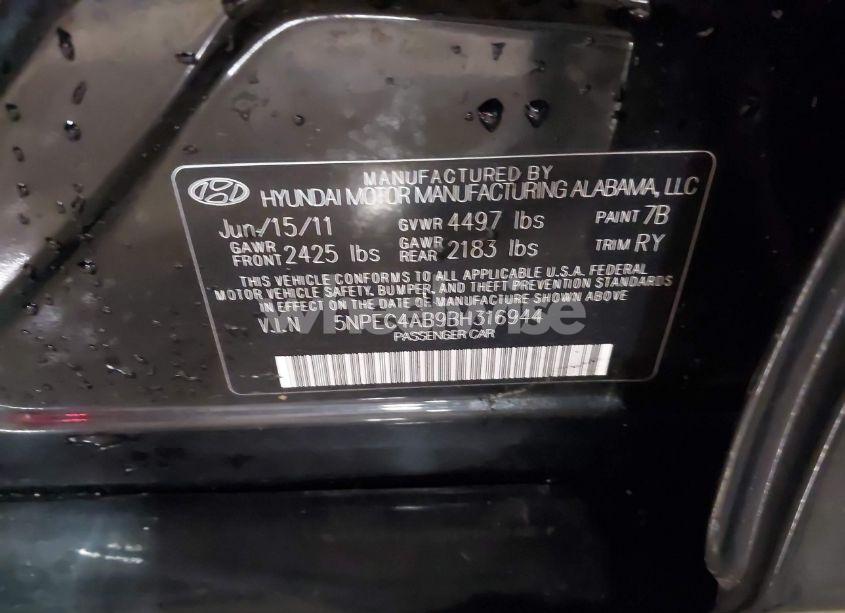 MANUFACTURED BY
HYUNDAI MOTOR MANUFACTURING ALABAMA, LLC
Jun/15/11 GVWR 4497 lbs PAINT 7B
GAWR FRONT 2425 lbs GAWR REAR 2183 lbs TRIM RY
THIS VEHICLE CONFORMS TO ALL APPLICABLE U.S.A. FEDERAL
MOTOR VEHICLE SAFETY, BUMPER, AND THEFT PREVENTION STANDARDS
IN EFFECT ON THE DATE OF MANUFACTURE SHOWN ABOVE
V.I.N 5NPEC4AB9BH316944
PASSENGER CAR